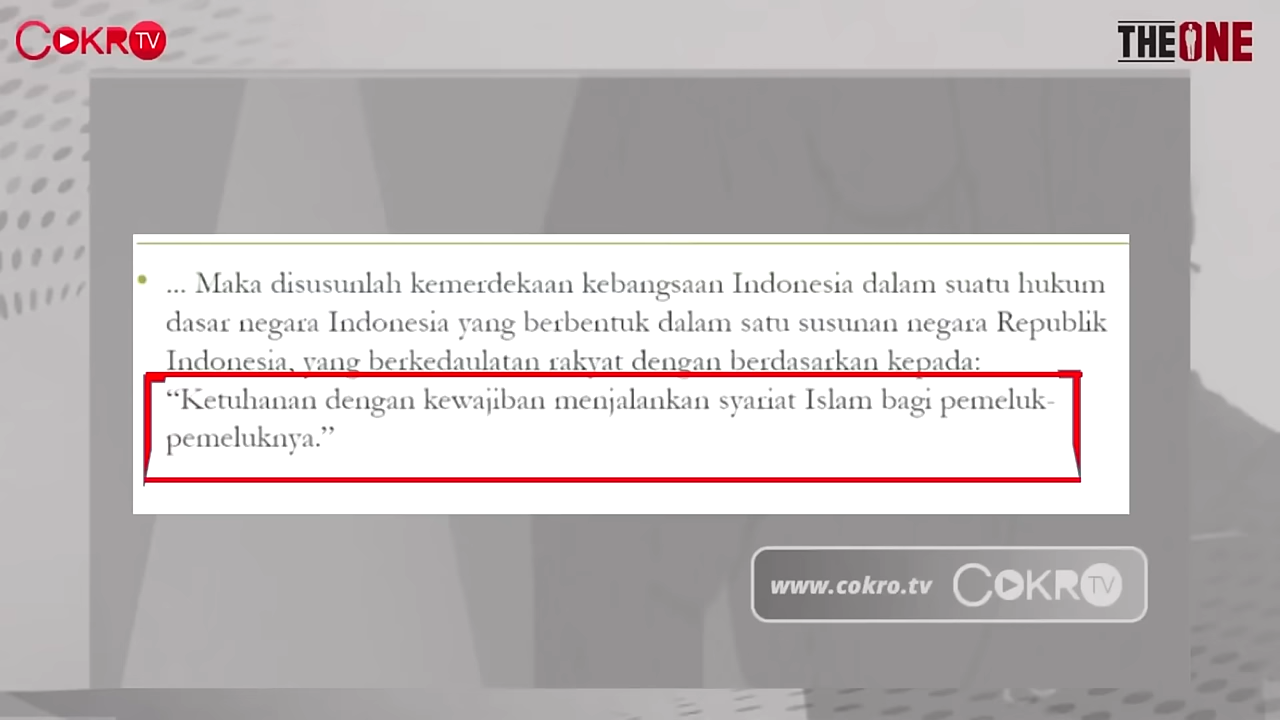 COKRO TV
THE ONE
... Maka disusunlah kemerdekaan kebangsaan Indonesia dalam suatu hukum
dasar negara Indonesia yang berbentuk dalam satu susunan negara Republik
Indonesia, yang berkedaulatan rakyat dengan berdasarkan kepada:
“Ketuhanan dengan kewajiban menjalankan syariat Islam bagi pemeluk-
pemeluknya.”
www.cokro.tv COKRO TV